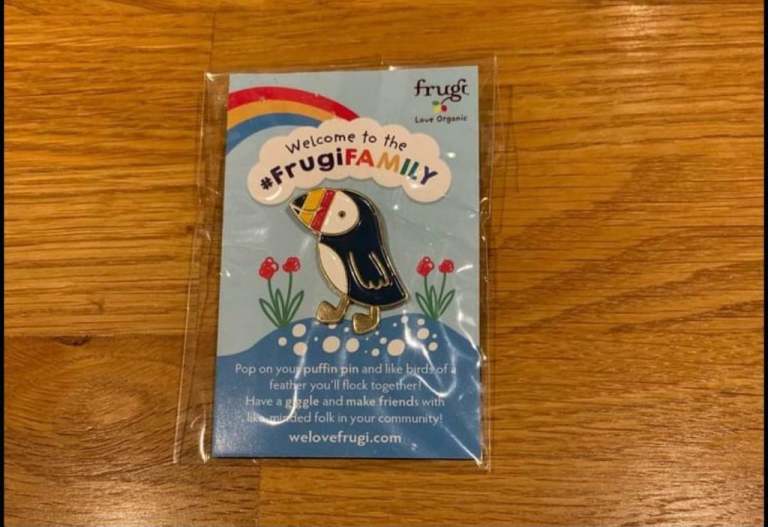 frugi
Love Organic
Welcome to the
#FrugiFAMILY
Pop on your puffin pin and like birds of a
feather you'll flock together!
Have a giggle and make friends with
like minded folk in your community!
welovefrugi.com